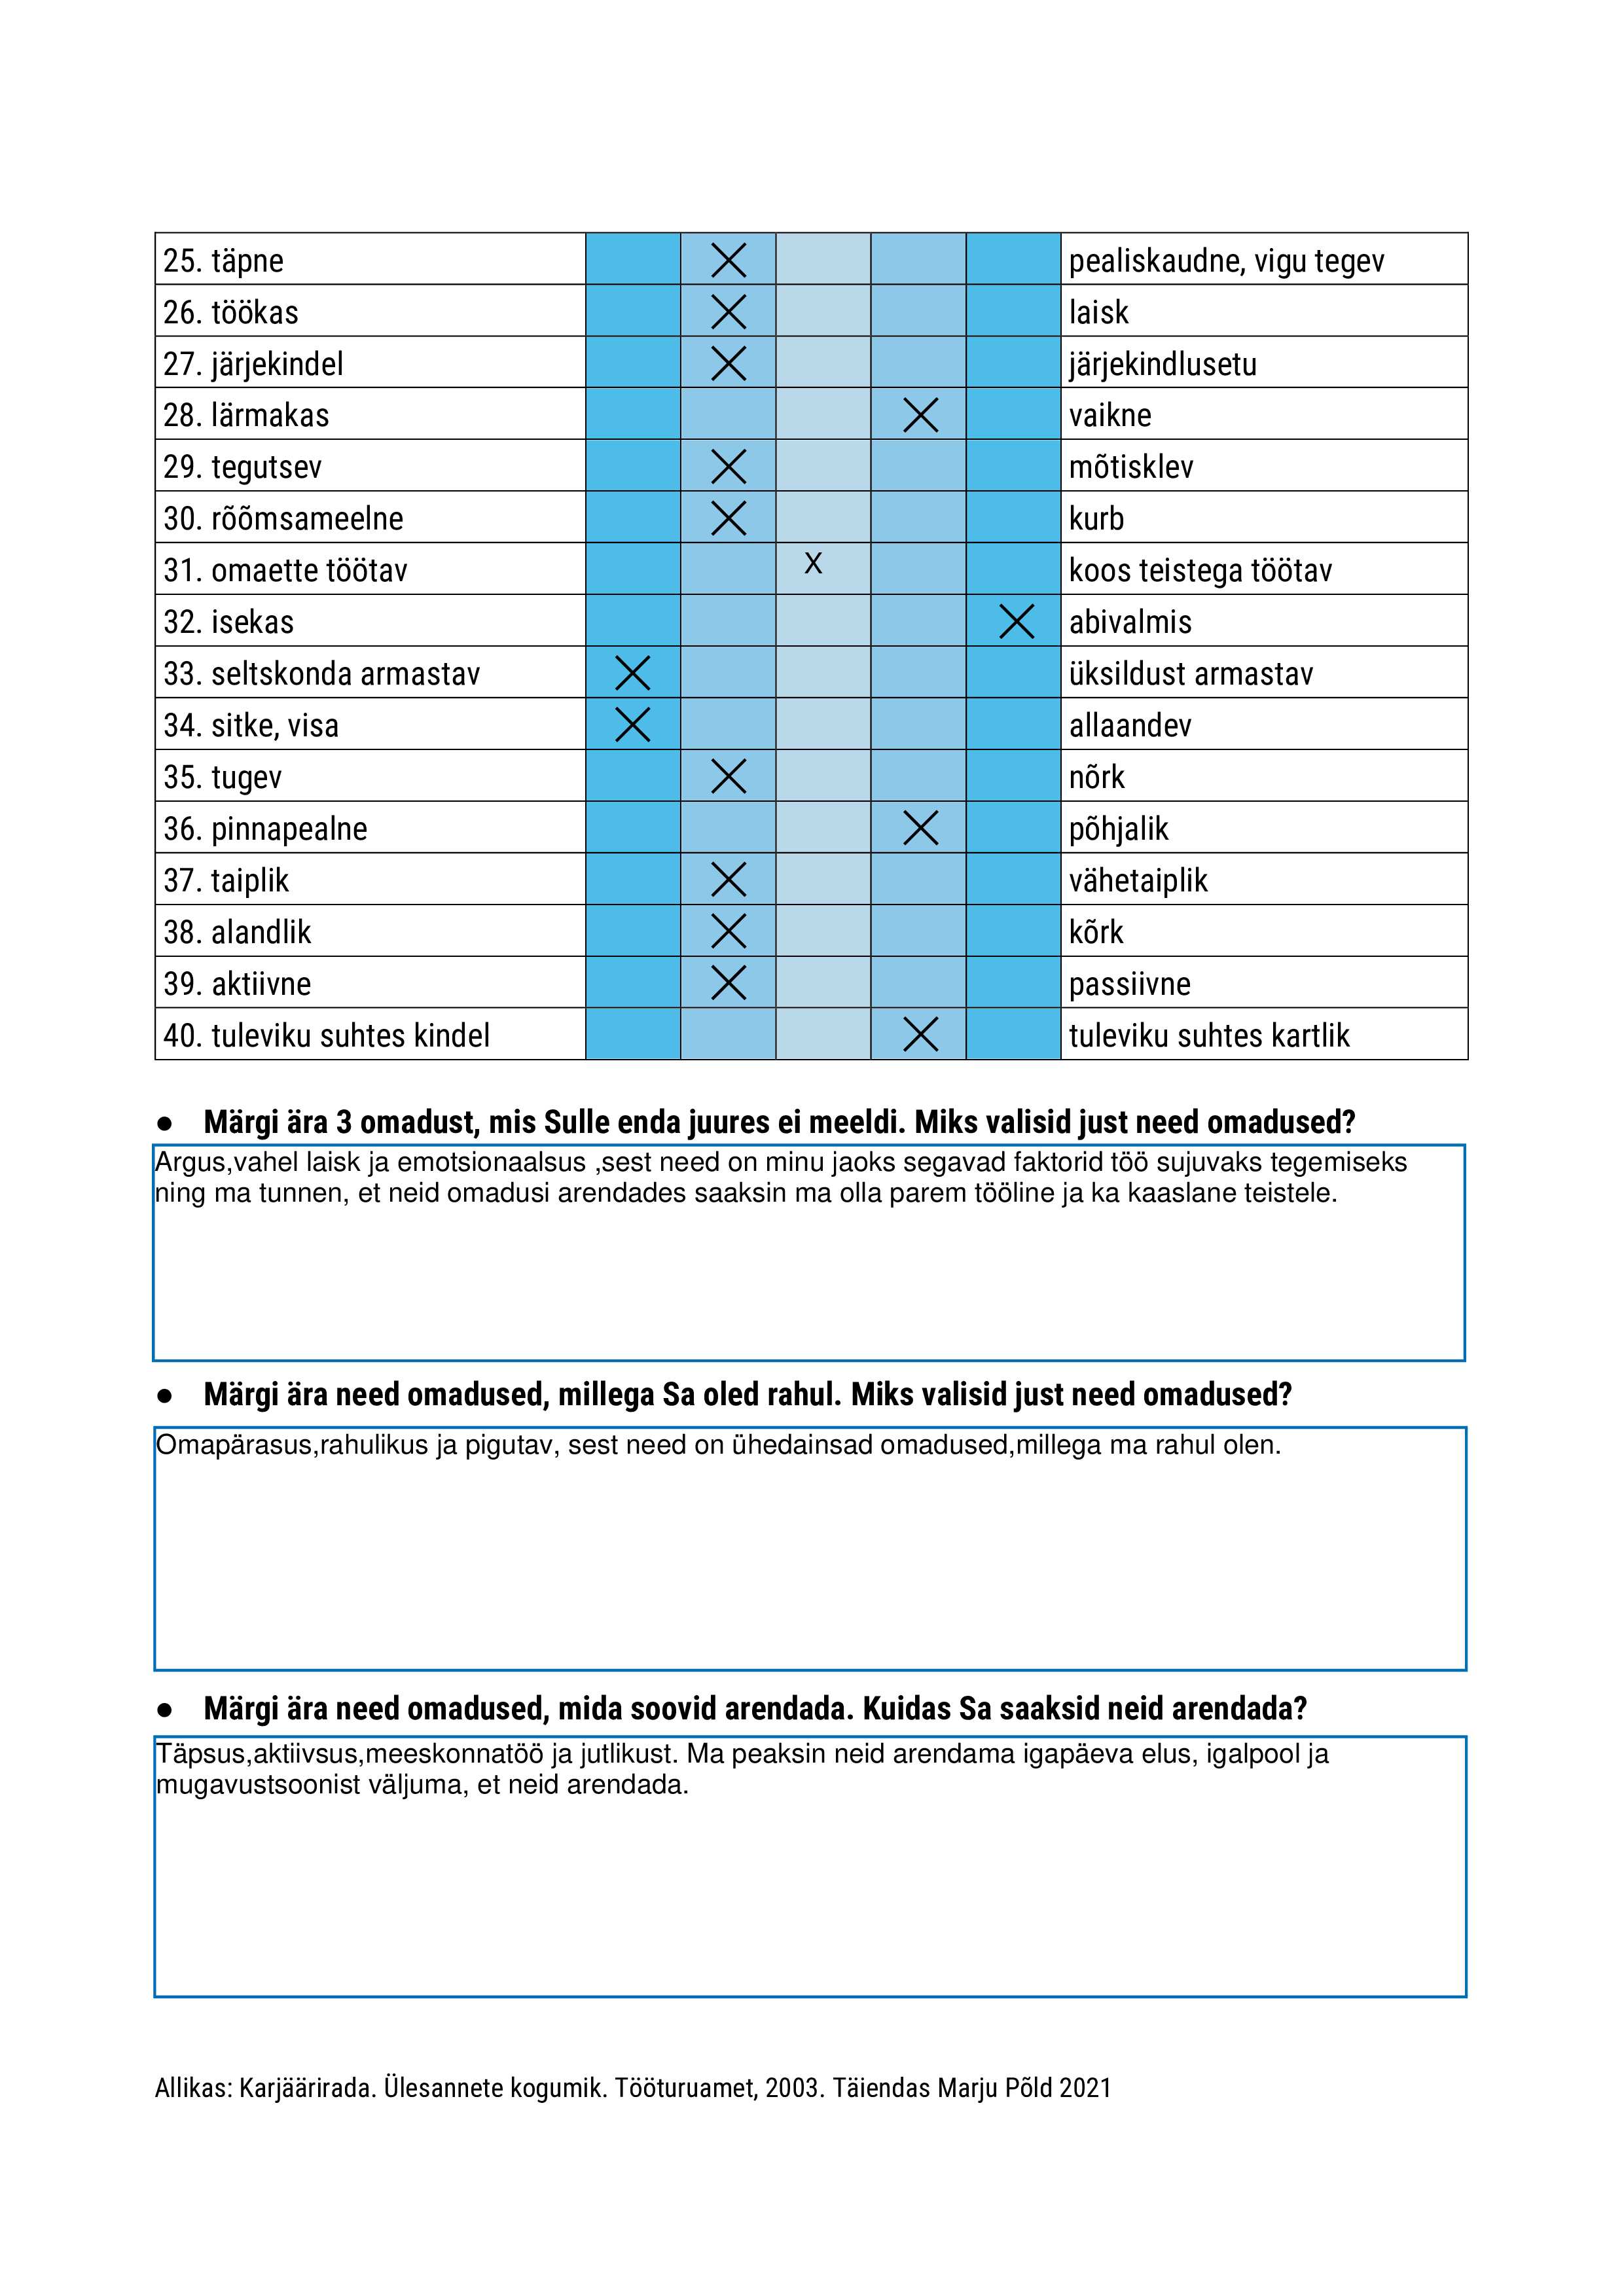 25. täpne X pealiskaudne, vigu tegev
26. töökas X laisk
27. järjekindel X järjekindlusetu
28. lärmakas X vaikne
29. tegutsev X mõtisklev
30. rõõmsameelne X kurb
31. omaette töötav X koos teistega töötav
32. isekas X abivalmis
33. seltskonda armastav X üksildust armastav
34. sitke, visa X allaandev
35. tugev X nõrk
36. pinnapealne X põhjalik
37. taiplik X vähetaiplik
38. alandlik X kõrk
39. aktiivne X passiivne
40. tuleviku suhtes kindel X tuleviku suhtes kartlik
● Märgi ära 3 omadust, mis Sulle enda juures ei meeldi. Miks valisid just need omadused?
Argus,vahel laisk ja emotsionaalsus ,sest need on minu jaoks segavad faktorid töö sujuvaks tegemiseks
ning ma tunnen, et neid omadusi arendades saaksin ma olla parem tööline ja ka kaaslane teistele.
● Märgi ära need omadused, millega Sa oled rahul. Miks valisid just need omadused?
Omapärasus,rahulikus ja pigutav, sest need on ühedainsad omadused,millega ma rahul olen.
● Märgi ära need omadused, mida soovid arendada. Kuidas Sa saaksid neid arendada?
Täpsus,aktiivsus,meeskonnatöö ja jutlikust. Ma peaksin neid arendama igapäeva elus, igalpool ja
mugavustsoonist väljuma, et neid arendada.
Allikas: Karjäärirada. Ülesannete kogumik. Tööturuamet, 2003. Täiendas Marju Põld 2021